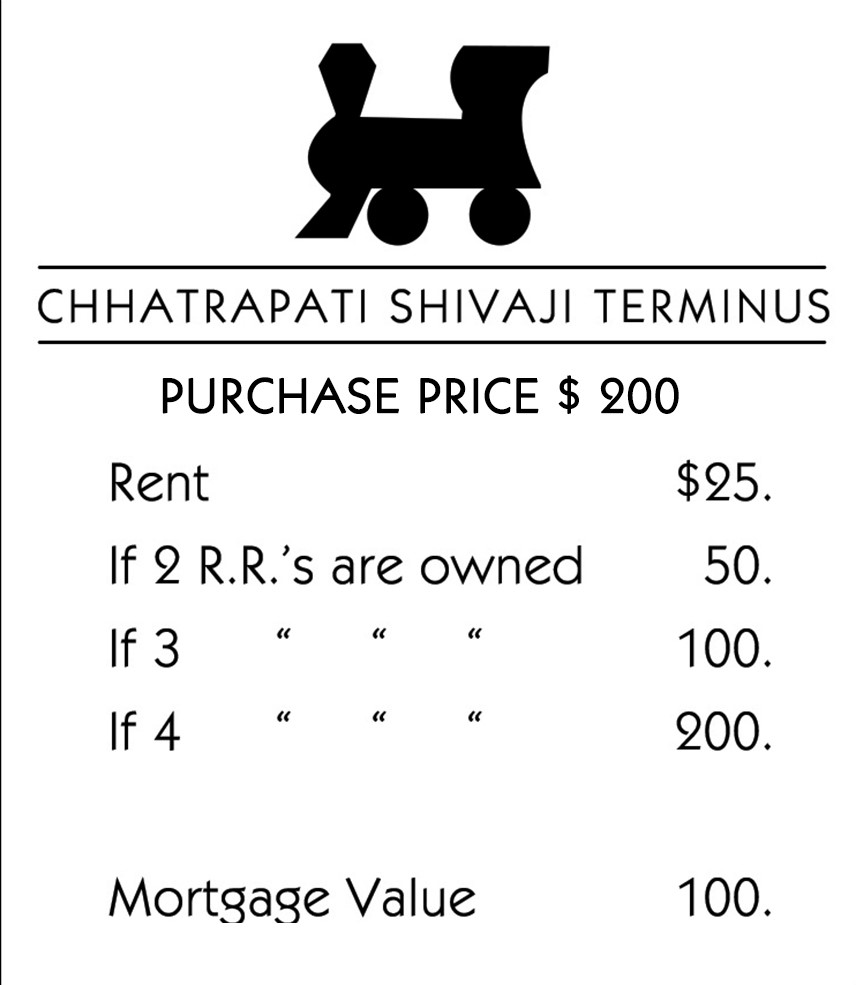 CHHATRAPATI SHIVAJI TERMINUS
PURCHASE PRICE $ 200
Rent $25.
If 2 R.R.’s are owned 50.
If 3 “ “ “ 100.
If 4 “ “ “ 200.
Mortgage Value 100.